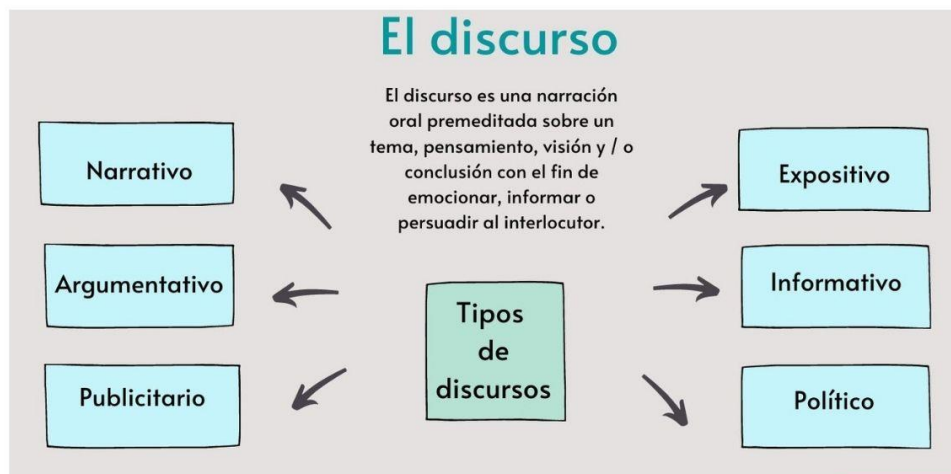 El discurso
El discurso es una narración
oral premeditada sobre un
tema, pensamiento, visión y / o
conclusión con el fin de
emocionar, informar o
persuadir al interlocutor.
Narrativo
Expositivo
Argumentativo
Informativo
Tipos
de
discursos
Publicitario
Político